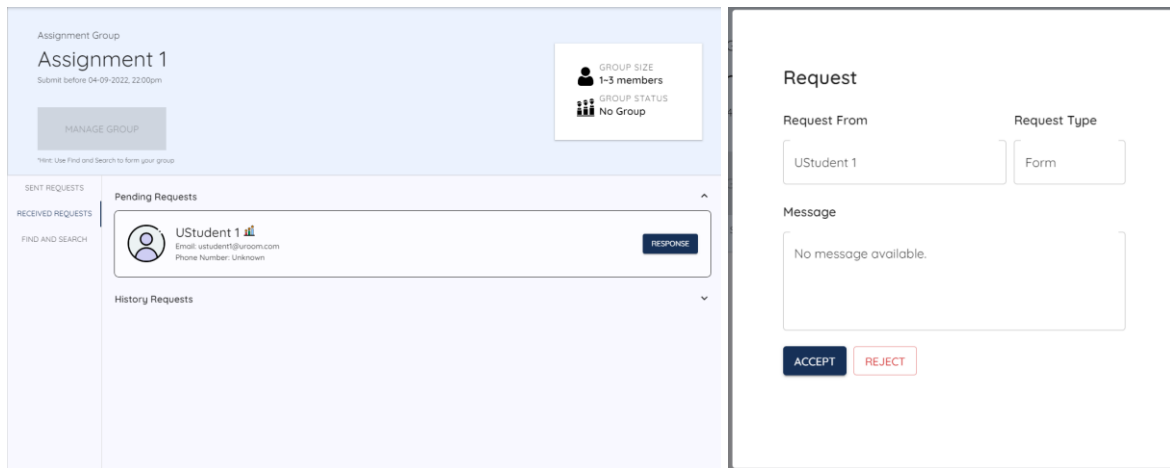 Assignment Group
Assignment 1
Submit before 04-09-2022, 22:00pm
MANAGE GROUP
*Hint: Use Find and Search to form your group
GROUP SIZE
1~3 members
GROUP STATUS
No Group
SENT REQUESTS
RECEIVED REQUESTS
FIND AND SEARCH
Pending Requests
UStudent 1
Email: ustudent1@uroom.com
Phone Number: Unknown
RESPONSE
History Requests
Request
Request From
Request Type
UStudent 1
Form
Message
No message available.
ACCEPT
REJECT